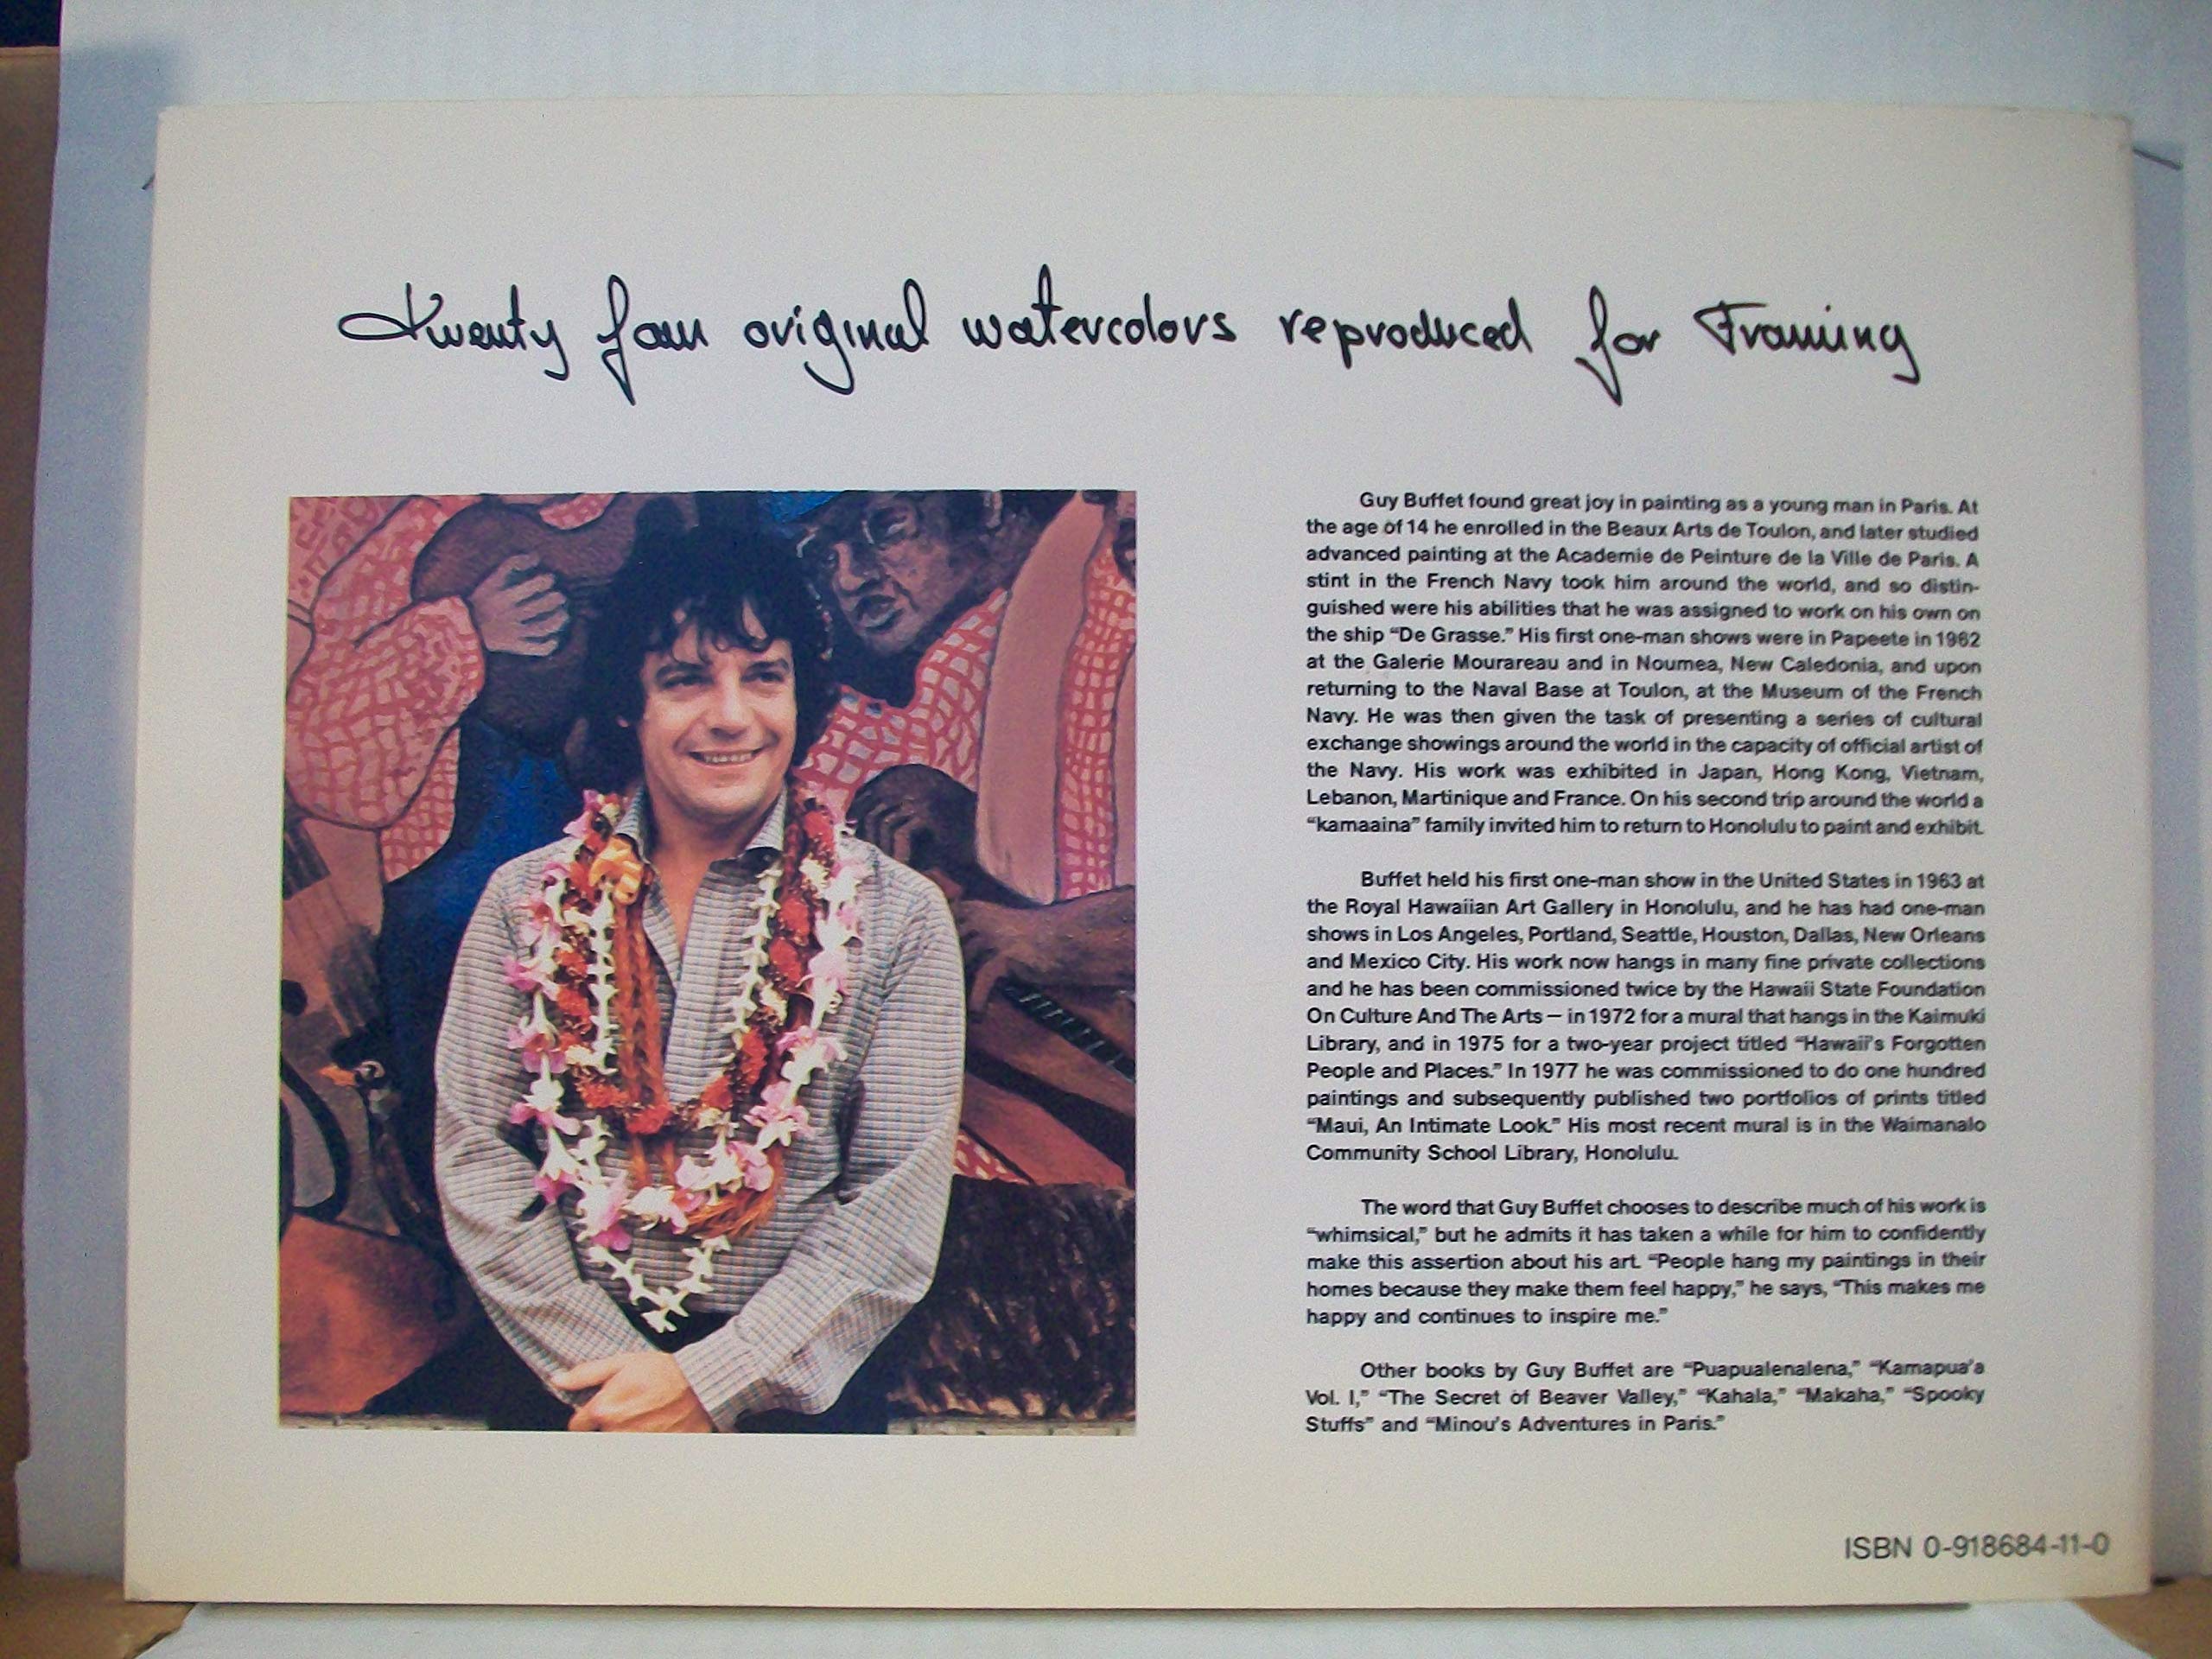 Twenty four original watercolors reproduced for Framing
Guy Buffet found great joy in painting as a young man in Paris. At
the age of 14 he enrolled in the Beaux Arts de Toulon, and later studied
advanced painting at the Academie de Peinture de la Ville de Paris. A
stint in the French Navy took him around the world, and so distin-
guished were his abilities that he was assigned to work on his own on
the ship “De Grasse.” His first one-man shows were in Papeete in 1962
at the Galerie Mourareau and in Noumea, New Caledonia, and upon
returning to the Naval Base at Toulon, at the Museum of the French
Navy. He was then given the task of presenting a series of cultural
exchange showings around the world in the capacity of official artist of
the Navy. His work was exhibited in Japan, Hong Kong, Vietnam,
Lebanon, Martinique and France. On his second trip around the world a
“kamaaina” family invited him to return to Honolulu to paint and exhibit.
Buffet held his first one-man show in the United States in 1963 at
the Royal Hawaiian Art Gallery in Honolulu, and he has had one-man
shows in Los Angeles, Portland, Seattle, Houston, Dallas, New Orleans
and Mexico City. His work now hangs in many fine private collections
and he has been commissioned twice by the Hawaii State Foundation
On Culture And The Arts — in 1972 for a mural that hangs in the Kaimuki
Library, and in 1975 for a two-year project titled “Hawaii's Forgotten
People and Places.” In 1977 he was commissioned to do one hundred
paintings and subsequently published two portfolios of prints titled
“Maui, An Intimate Look.” His most recent mural is in the Waimanalo
Community School Library, Honolulu.
The word that Guy Buffet chooses to describe much of his work is
“whimsical,” but he admits it has taken a while for him to confidently
make this assertion about his art. “People hang my paintings in their
homes because they make them feel happy,” he says, “This makes me
happy and continues to inspire me.”
Other books by Guy Buffet are “Puapualenalena,” “Kamapua'a
Vol. I,” “The Secret of Beaver Valley,” “Kahala,” “Makaha,” “Spooky
Stuffs” and “Minou's Adventures in Paris.”
ISBN 0-918684-11-0